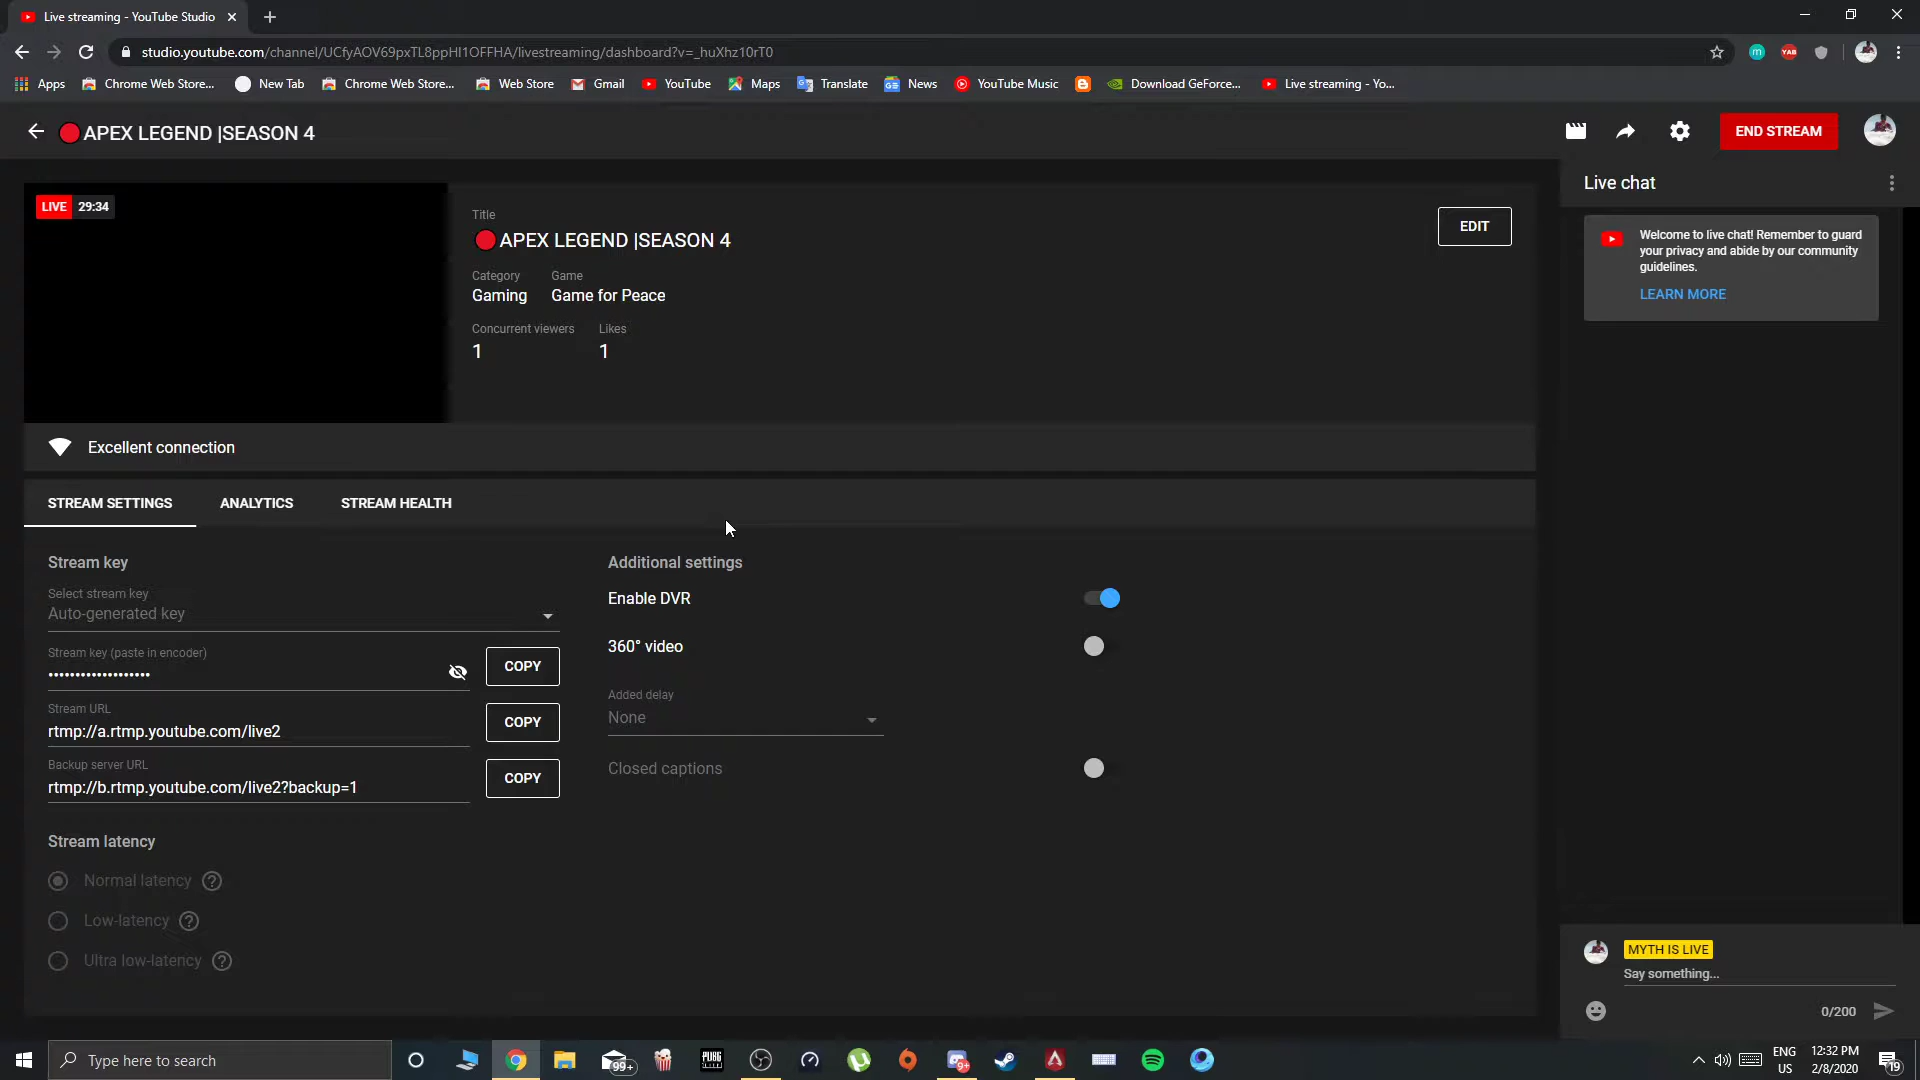 Live streaming - YouTube Studio
studio.youtube.com/channel/UCfyAOV69pxTL8ppHI1OFFHA/livestreaming/dashboard?v=_huXhz10rT0
YAB
Apps
Chrome Web Store...
New Tab
Chrome Web Store...
Web Store
Gmail
YouTube
Maps
Translate
News
YouTube Music
Download GeForce...
Live streaming - Yo...
APEX LEGEND |SEASON 4
END STREAM
LIVE 29:34
Title
APEX LEGEND |SEASON 4
EDIT
Category Game
Gaming Game for Peace
Concurrent viewers Likes
1 1
Excellent connection
STREAM SETTINGS ANALYTICS STREAM HEALTH
Stream key
Select stream key
Auto-generated key
Stream key (paste in encoder)
•••••••••••••••••••
COPY
Stream URL
rtmp://a.rtmp.youtube.com/live2
COPY
Backup server URL
rtmp://b.rtmp.youtube.com/live2?backup=1
COPY
Stream latency
Normal latency
Low-latency
Ultra low-latency
Additional settings
Enable DVR
360° video
Added delay
None
Closed captions
Live chat
Welcome to live chat! Remember to guard
your privacy and abide by our community
guidelines.
LEARN MORE
MYTH IS LIVE
Say something...
0/200
Type here to search
99+
PUBG
9+
ENG
US
12:32 PM
2/8/2020
19